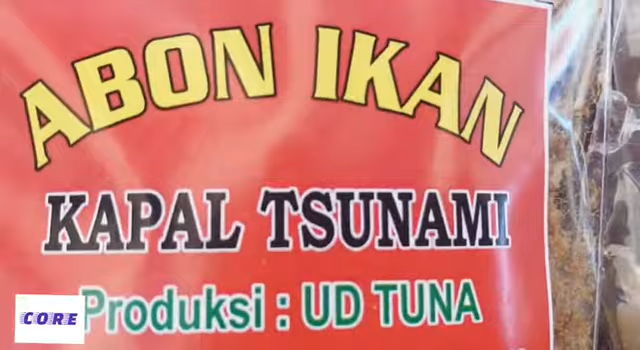 ABON IKAN
KAPAL TSUNAMI
Produksi : UD TUNA
CORE